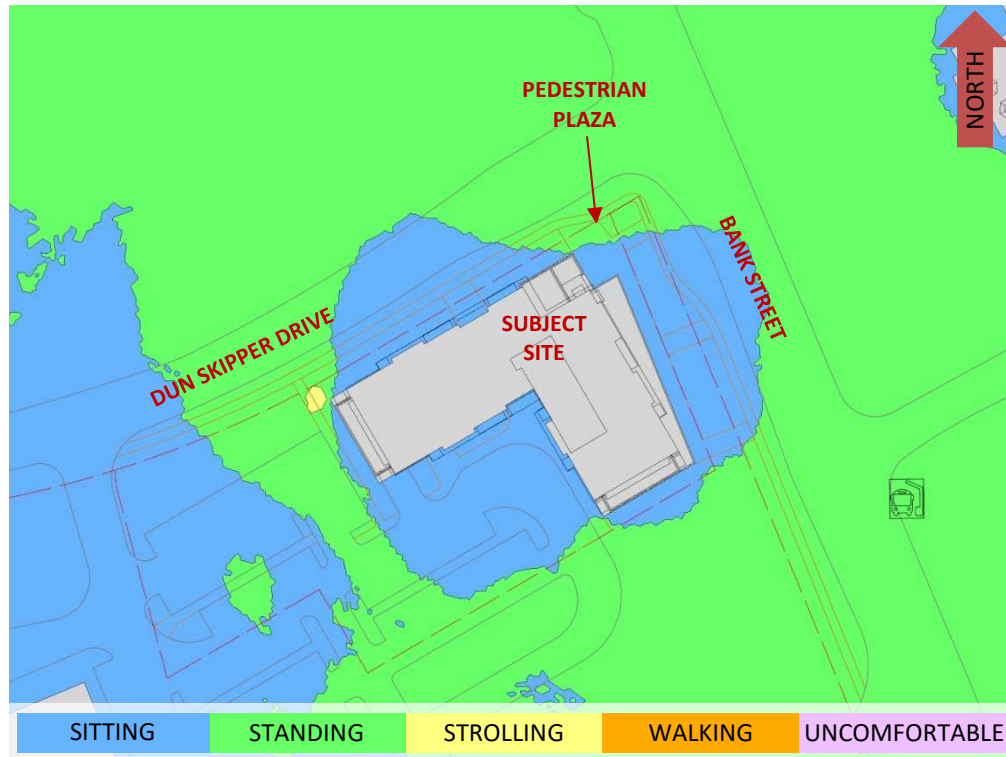 NORTH
PEDESTRIAN
PLAZA
BANK STREET
DUN SKIPPER DRIVE
SUBJECT
SITE
SITTING
STANDING
STROLLING
WALKING
UNCOMFORTABLE